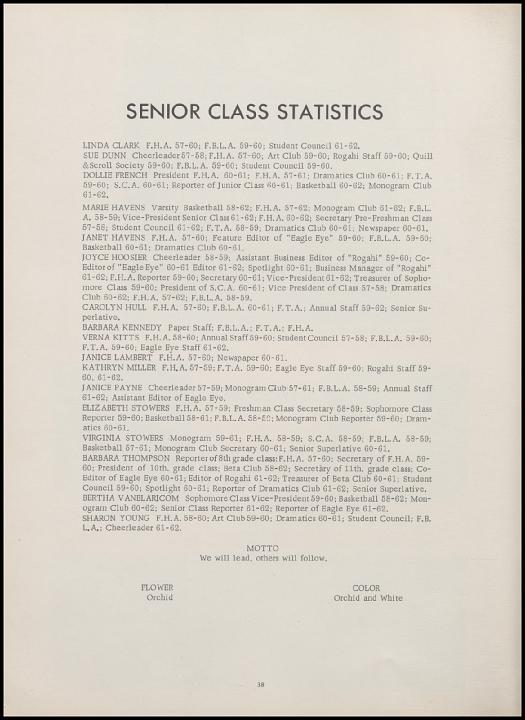 SENIOR CLASS STATISTICS
LINDA CLARK F.H.A. 57-60; F.B.L.A. 59-60; Student Council 61-62.
SUE DUNN Cheerleader 57-58; F.H.A. 57-60; Art Club 59-60; Rogahi Staff 59-60; Quill
& Scroll Society 59-60; F.B.L.A. 59-60; Student Council 59-60.
DOLLIE FRENCH President F.H.A. 60-61; F.H.A. 57-61; Dramatics Club 60-61; F.T.A.
59-60; S.C.A. 60-61; Reporter of Junior Class 60-61; Basketball 60-62; Monogram Club
61-62.
MARIE HAVENS Varsity Basketball 58-62; F.H.A. 57-62; Monogram Club 61-62; F.B.L.
A. 58-59; Vice-President Senior Class 61-62; F.H.A. 60-62; Secretary Pre-Freshman Class
57-58; Student Council 61-62; F.T.A. 58-59; Dramatics Club 60-61; Newspaper 60-61.
JANET HAVENS F.H.A. 57-60; Feature Editor of "Eagle Eye" 59-60; F.B.L.A. 59-60;
Basketball 60-61; Dramatics Club 60-61.
JOYCE HOOSIER Cheerleader 58-59; Assistant Business Editor of "Rogahi" 59-60; Co-
Editor of "Eagle Eye" 60-61 Editor 61-62; Spotlight 60-61; Business Manager of "Rogahi"
61-62; F.H.A. Reporter 59-60; Secretary 60-61; Vice-President 61-62; Treasurer of Sopho-
more Class 59-60; President of S.C.A. 60-61; Vice President of Class 57-58; Dramatics
Club 60-62; F.H.A. 57-62; F.B.L.A. 58-59.
CAROLYN HULL F.H.A. 57-60; F.B.L.A. 60-61; F.T.A.; Annual Staff 59-62; Senior Su-
perlative.
BARBARA KENNEDY Paper Staff; F.B.L.A.; F.T.A.; F.H.A.
VERNA KITTS F.H.A. 58-60; Annual Staff 59-60; Student Council 57-58; F.B.L.A. 59-60;
F.T.A. 59-60; Eagle Eye Staff 61-62.
JANICE LAMBERT F.H.A. 57-60; Newspaper 60-61.
KATHRYN MILLER F.H.A. 57-59; F.T.A. 59-60; Eagle Eye Staff 59-60; Rogahi Staff 59-
60, 61-62.
JANICE PAYNE Cheerleader 57-59; Monogram Club 57-61; F.B.L.A. 58-59; Annual Staff
61-62; Assistant Editor of Eagle Eye.
ELIZABETH STOWERS F.H.A. 57-59; Freshman Class Secretary 58-59; Sophomore Class
Reporter 59-60; Basketball 58-61; F.B.L.A. 58-59; Monogram Club Reporter 59-60; Dram-
atics 60-61.
VIRGINIA STOWERS Monogram 59-61; F.H.A. 58-59; S.C.A. 58-59; F.B.L.A. 58-59;
Basketball 57-61; Monogram Club Secretary 60-61; Senior Superlative 60-61.
BARBARA THOMPSON Reporter of 8th grade class; F.H.A. 57-60; Secretary of F.H.A. 59-
60; President of 10th. grade class; Beta Club 58-62; Secretary of 11th. grade class; Co-
Editor of Eagle Eye 60-61; Editor of Rogahi 61-62; Treasurer of Beta Club 60-61; Student
Council 59-60; Spotlight 60-61; Reporter of Dramatics Club 61-62; Senior Superlative.
BERTHA VANELARICOM Sophomore Class Vice-President 59-60; Basketball 58-62; Mon-
ogram Club 60-62; Senior Class Reporter 61-62; Reporter of Eagle Eye 61-62.
SHARON YOUNG F.H.A. 58-60; Art Club 59-60; Dramatics 60-61; Student Council; F.B.
L.A.; Cheerleader 61-62.
MOTTO
We will lead, others will follow.
FLOWER COLOR
Orchid Orchid and White
38